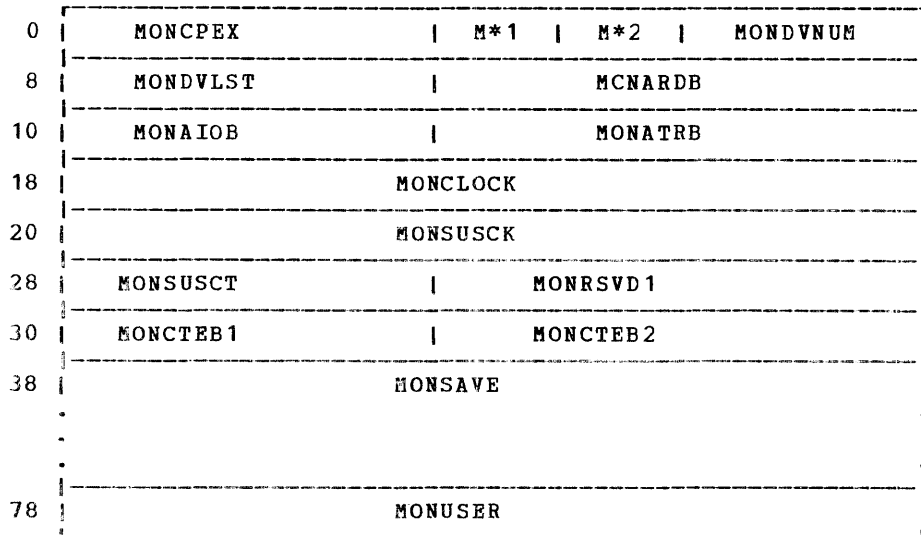 0 | MONCPEX | M*1 | M*2 | MONDVNUM
8 | MONDVLST | MCNARDB
10 | MONAIOB | MONATRB
18 | MONCLOCK
20 | MONSUSCK
28 | MONSUSCT | MONRSVD1
30 | MONCTEB1 | MONCTEB2
38 | MONSAVE
78 | MONUSER